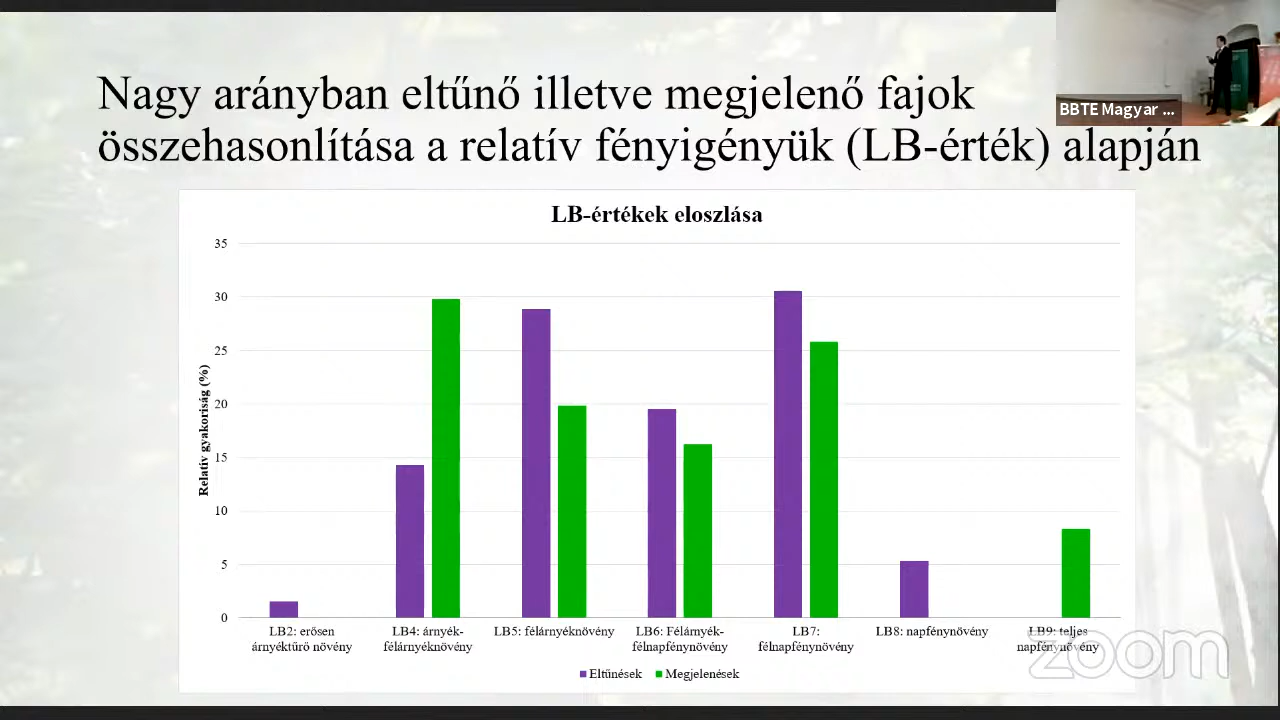 Nagy arányban eltűnő illetve megjelenő fajok
összehasonlítása a relatív fényigényük (LB-érték) alapján
BBTE Magyar ...
LB-értékek eloszlása
Relatív gyakoriság (%)
35
30
25
20
15
10
5
0
LB2: erősen
árnyéktűrő növény
LB4: árnyék-
félárnyéknövény
LB5: félárnyéknövény
LB6: Félárnyék-
félnapfénynövény
LB7:
félnapfénynövény
LB8: napfénynövény
LB9: teljes
napfénynövény
Eltűnések
Megjelenések
zoom